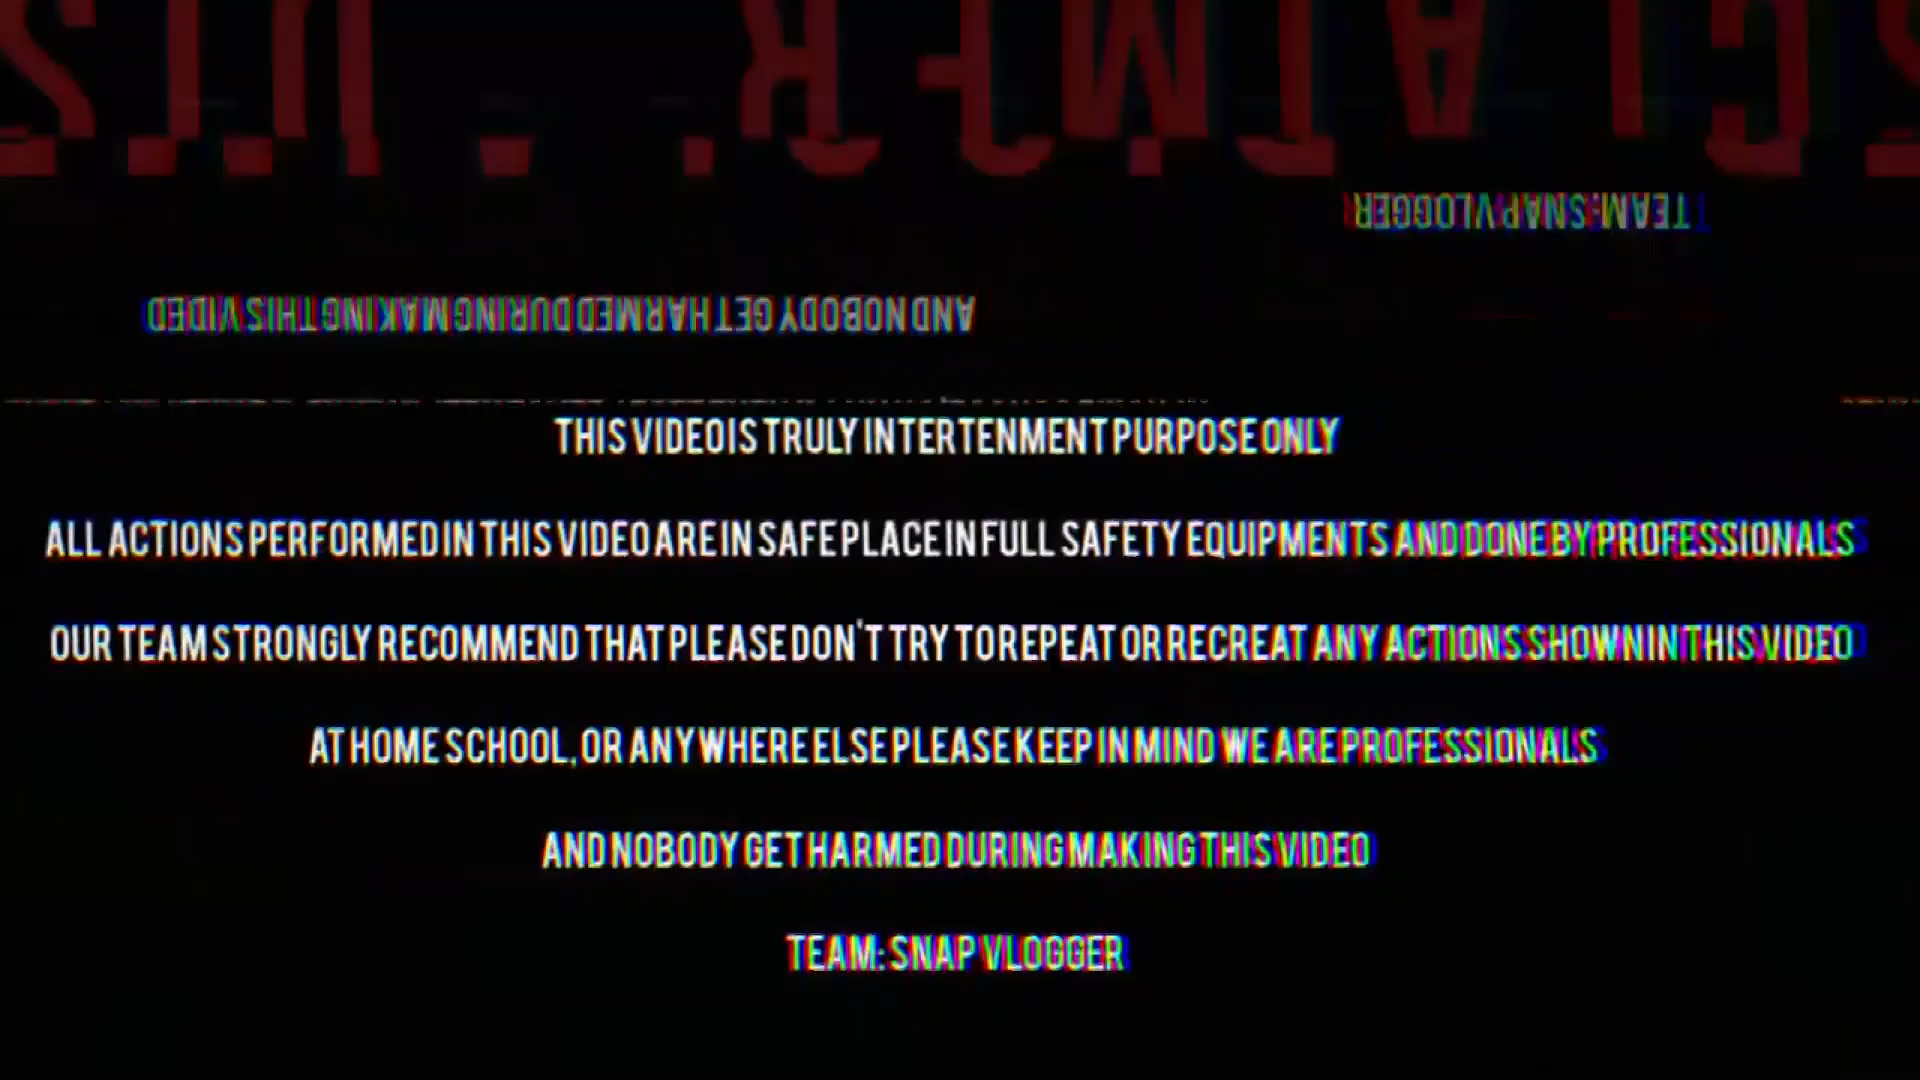 TEAM: SNAP VLOGGER
AND NOBODY GET HARMED DURING MAKING THIS VIDEO
THIS VIDEO IS TRULY INTERTENMENT PURPOSE ONLY
ALL ACTIONS PERFORMED IN THIS VIDEO ARE IN SAFE PLACE IN FULL SAFETY EQUIPMENTS AND DONE BY PROFESSIONALS
OUR TEAM STRONGLY RECOMMEND THAT PLEASE DON'T TRY TO REPEAT OR RECREAT ANY ACTIONS SHOWN IN THIS VIDEO
AT HOME SCHOOL, OR ANYWHERE ELSE PLEASE KEEP IN MIND WE ARE PROFESSIONALS
AND NOBODY GET HARMED DURING MAKING THIS VIDEO
TEAM: SNAP VLOGGER